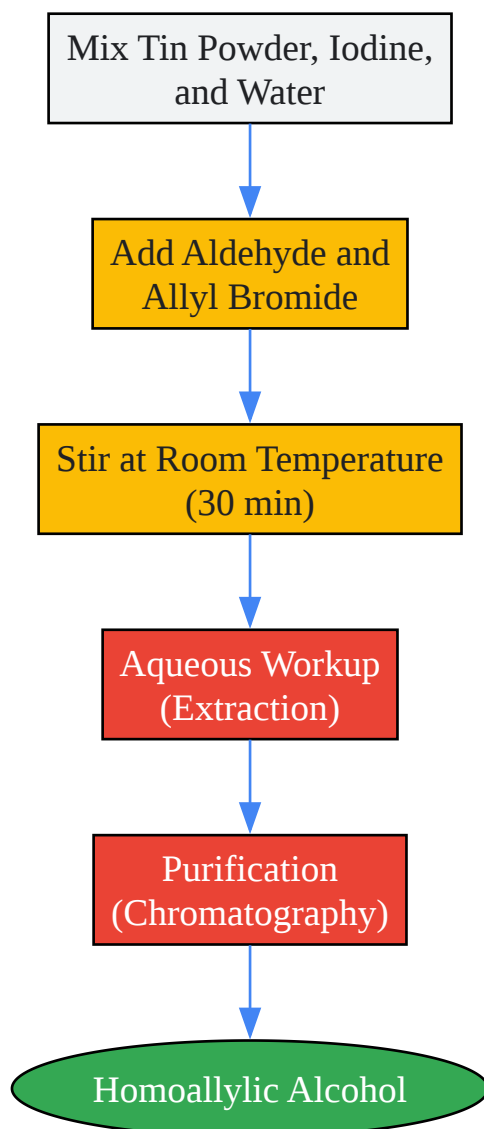 Mix Tin Powder, Iodine,
and Water
Add Aldehyde and
Allyl Bromide
Stir at Room Temperature
(30 min)
Aqueous Workup
(Extraction)
Purification
(Chromatography)
Homoallylic Alcohol